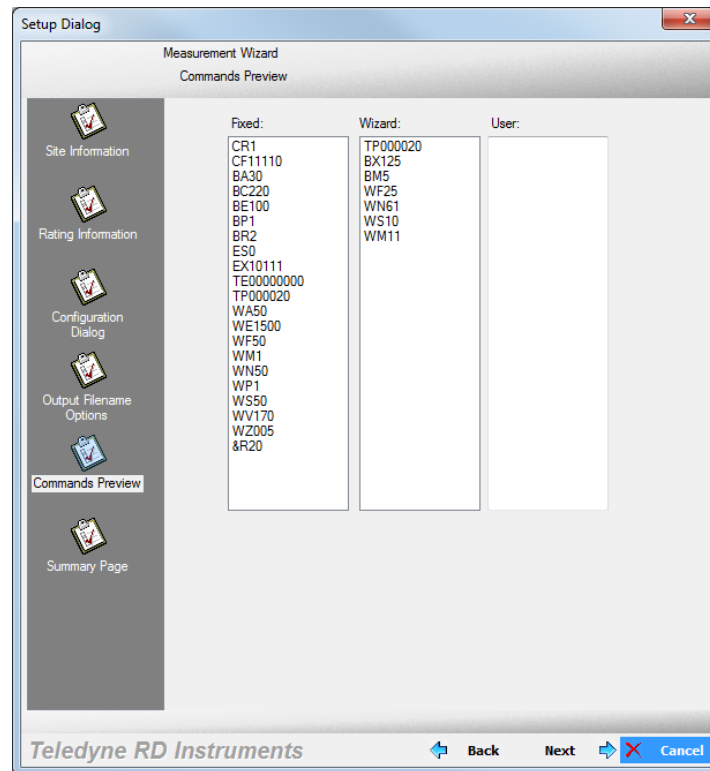 Setup Dialog
Measurement Wizard
Commands Preview
Site Information
Rating Information
Configuration
Dialog
Output Filename
Options
Commands Preview
Summary Page
Fixed:
CR1
CF11110
BA30
BC220
BE100
BP1
BR2
ES0
EX10111
TE00000000
TP000020
WA50
WE1500
WF50
WM1
WN50
WP1
WS50
WV170
WZ005
&R20
Wizard:
TP000020
BX125
BM5
WF25
WN61
WS10
WM11
User:
Teledyne RD Instruments
Back
Next
Cancel